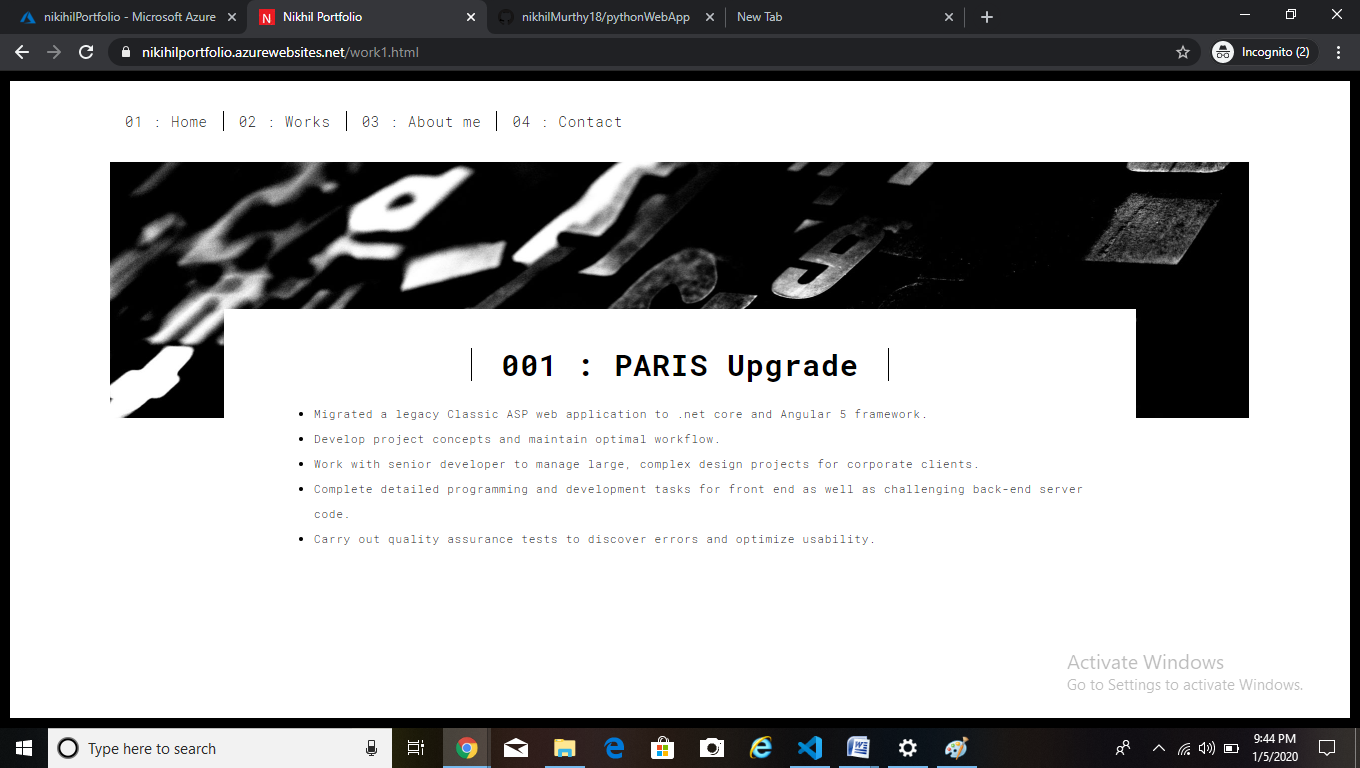 nikihilPortfolio - Microsoft Azure
N Nikhil Portfolio
nikhilMurthy18/pythonWebApp
New Tab
nikihilportfolio.azurewebsites.net/work1.html
Incognito (2)
01 : Home
02 : Works
03 : About me
04 : Contact
9
001 : PARIS Upgrade
Migrated a legacy Classic ASP web application to .net core and Angular 5 framework.
Develop project concepts and maintain optimal workflow.
Work with senior developer to manage large, complex design projects for corporate clients.
Complete detailed programming and development tasks for front end as well as challenging back-end server
code.
Carry out quality assurance tests to discover errors and optimize usability.
Activate Windows
Go to Settings to activate Windows.
Type here to search
9:44 PM
1/5/2020